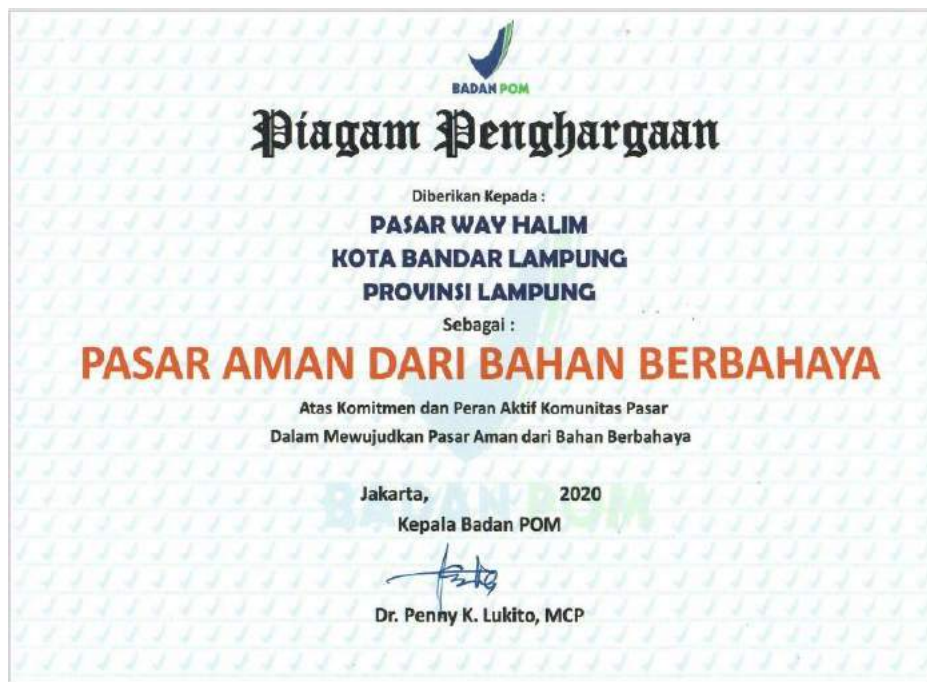 BADAN POM
Piagam Penghargaan
Diberikan Kepada :
PASAR WAY HALIM
KOTA BANDAR LAMPUNG
PROVINSI LAMPUNG
Sebagai :
PASAR AMAN DARI BAHAN BERBAHAYA
Atas Komitmen dan Peran Aktif Komunitas Pasar
Dalam Mewujudkan Pasar Aman dari Bahan Berbahaya
BADAN POM
Jakarta, 2020
Kepala Badan POM
Dr. Penny K. Lukito, MCP